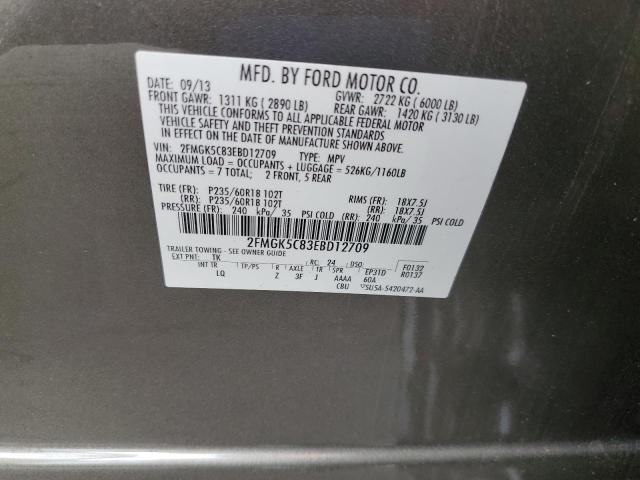 MFD. BY FORD MOTOR CO.
DATE: 09/13 GVWR: 2722 KG ( 6000 LB)
FRONT GAWR: 1311 KG ( 2890 LB) REAR GAWR: 1420 KG ( 3130 LB)
THIS VEHICLE CONFORMS TO ALL APPLICABLE FEDERAL MOTOR
VEHICLE SAFETY AND THEFT PREVENTION STANDARDS
IN EFFECT ON THE DATE OF MANUFACTURE SHOWN ABOVE.
VIN: 2FMGK5C83EBD12709 TYPE: MPV
MAXIMUM LOAD = OCCUPANTS + LUGGAGE = 526KG/1160LB
OCCUPANTS = 7 TOTAL; 2 FRONT, 5 REAR
TIRE (FR): P235/60R18 102T RIMS (FR): 18X7.5J
(RR): P235/60R18 102T (RR): 18X7.5J
PRESSURE (FR): 240 kPa/ 35 PSI COLD (RR): 240 kPa/ 35 PSI COLD
2FMGK5C83EBD12709
TRAILER TOWING - SEE OWNER GUIDE
EXT PNT: TK RC: 24 DSO: F0132
INT TR TP/PS R AXLE TR SPR EP31D R0137
LQ Z 3F J AAAA 60A
CBU